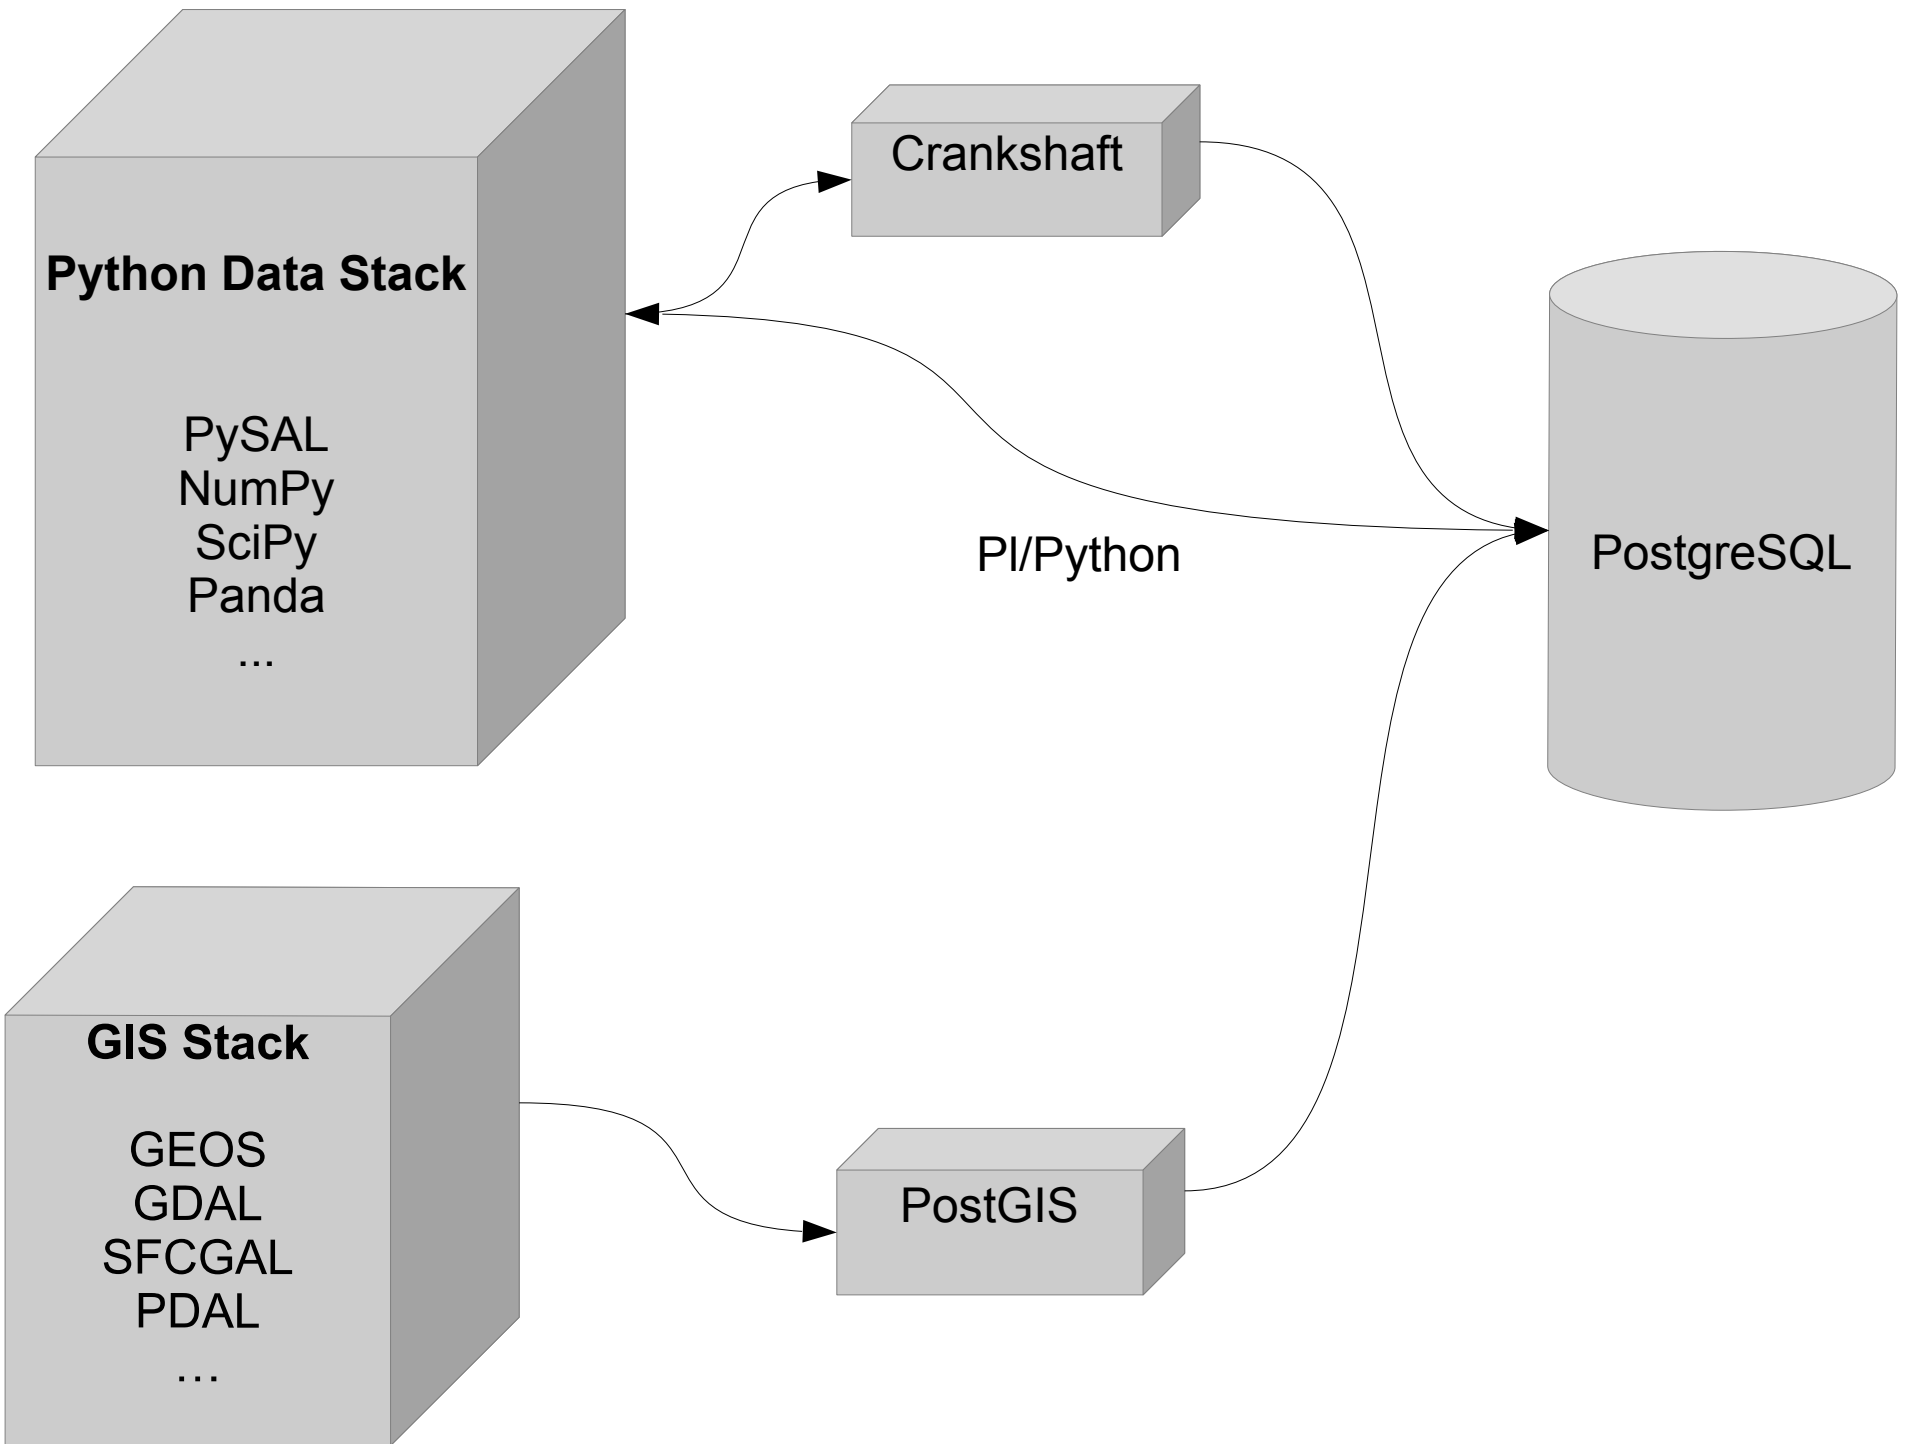 Python Data Stack
PySAL
NumPy
SciPy
Panda
...
Crankshaft
Pl/Python
PostgreSQL
GIS Stack
GEOS
GDAL
SFCGAL
PDAL
…
PostGIS